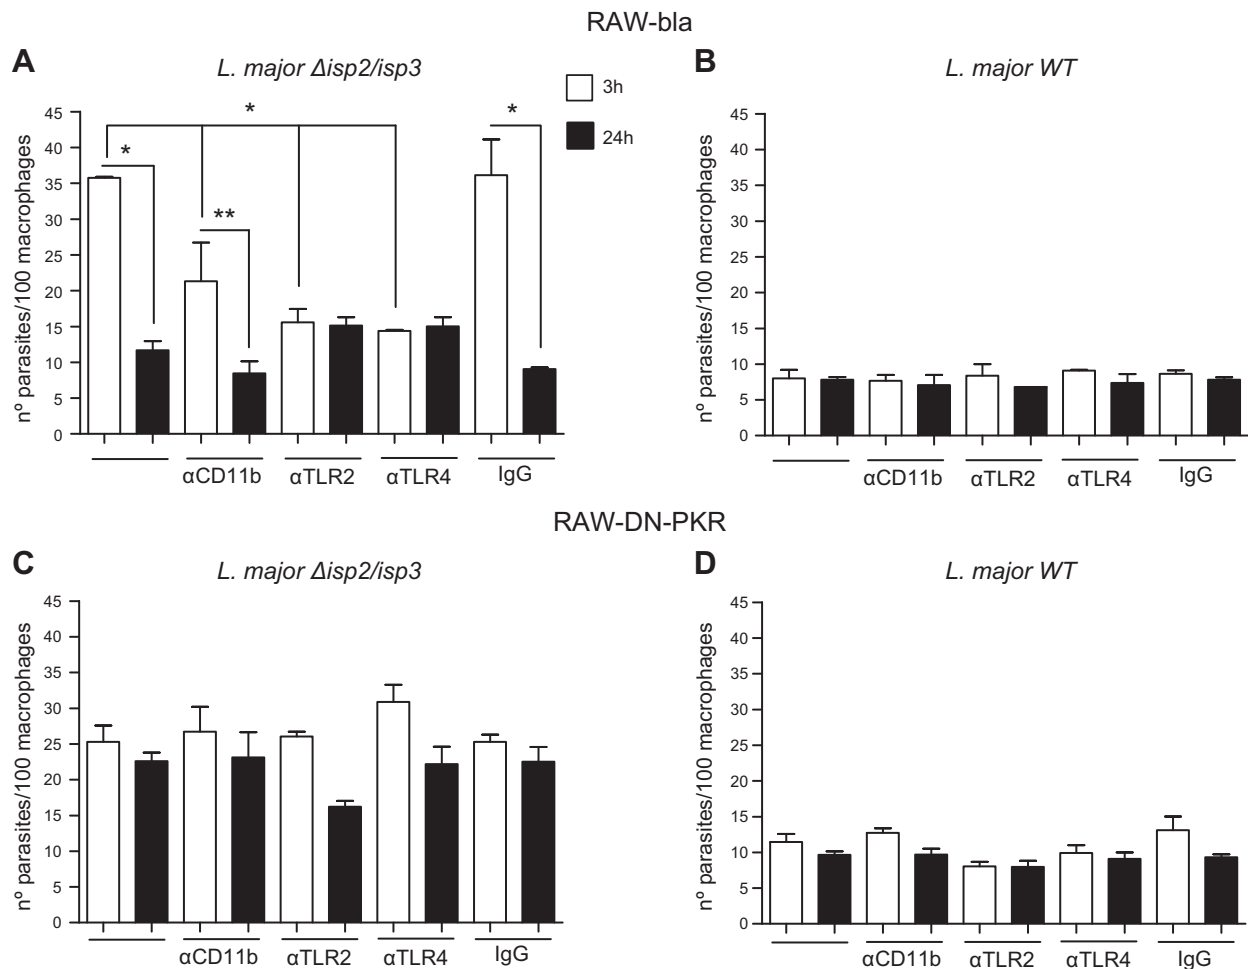 RAW-bla
A
L. major Δisp2/isp3
3h
24h
nº parasites/100 macrophages
45
40
35
30
25
20
15
10
5
0
*
*
**
*
αCD11b
αTLR2
αTLR4
IgG
B
L. major WT
nº parasites/100 macrophages
45
40
35
30
25
20
15
10
5
0
αCD11b
αTLR2
αTLR4
IgG
RAW-DN-PKR
C
L. major Δisp2/isp3
nº parasites/100 macrophages
45
40
35
30
25
20
15
10
5
0
αCD11b
αTLR2
αTLR4
IgG
D
L. major WT
nº parasites/100 macrophages
45
40
35
30
25
20
15
10
5
0
αCD11b
αTLR2
αTLR4
IgG